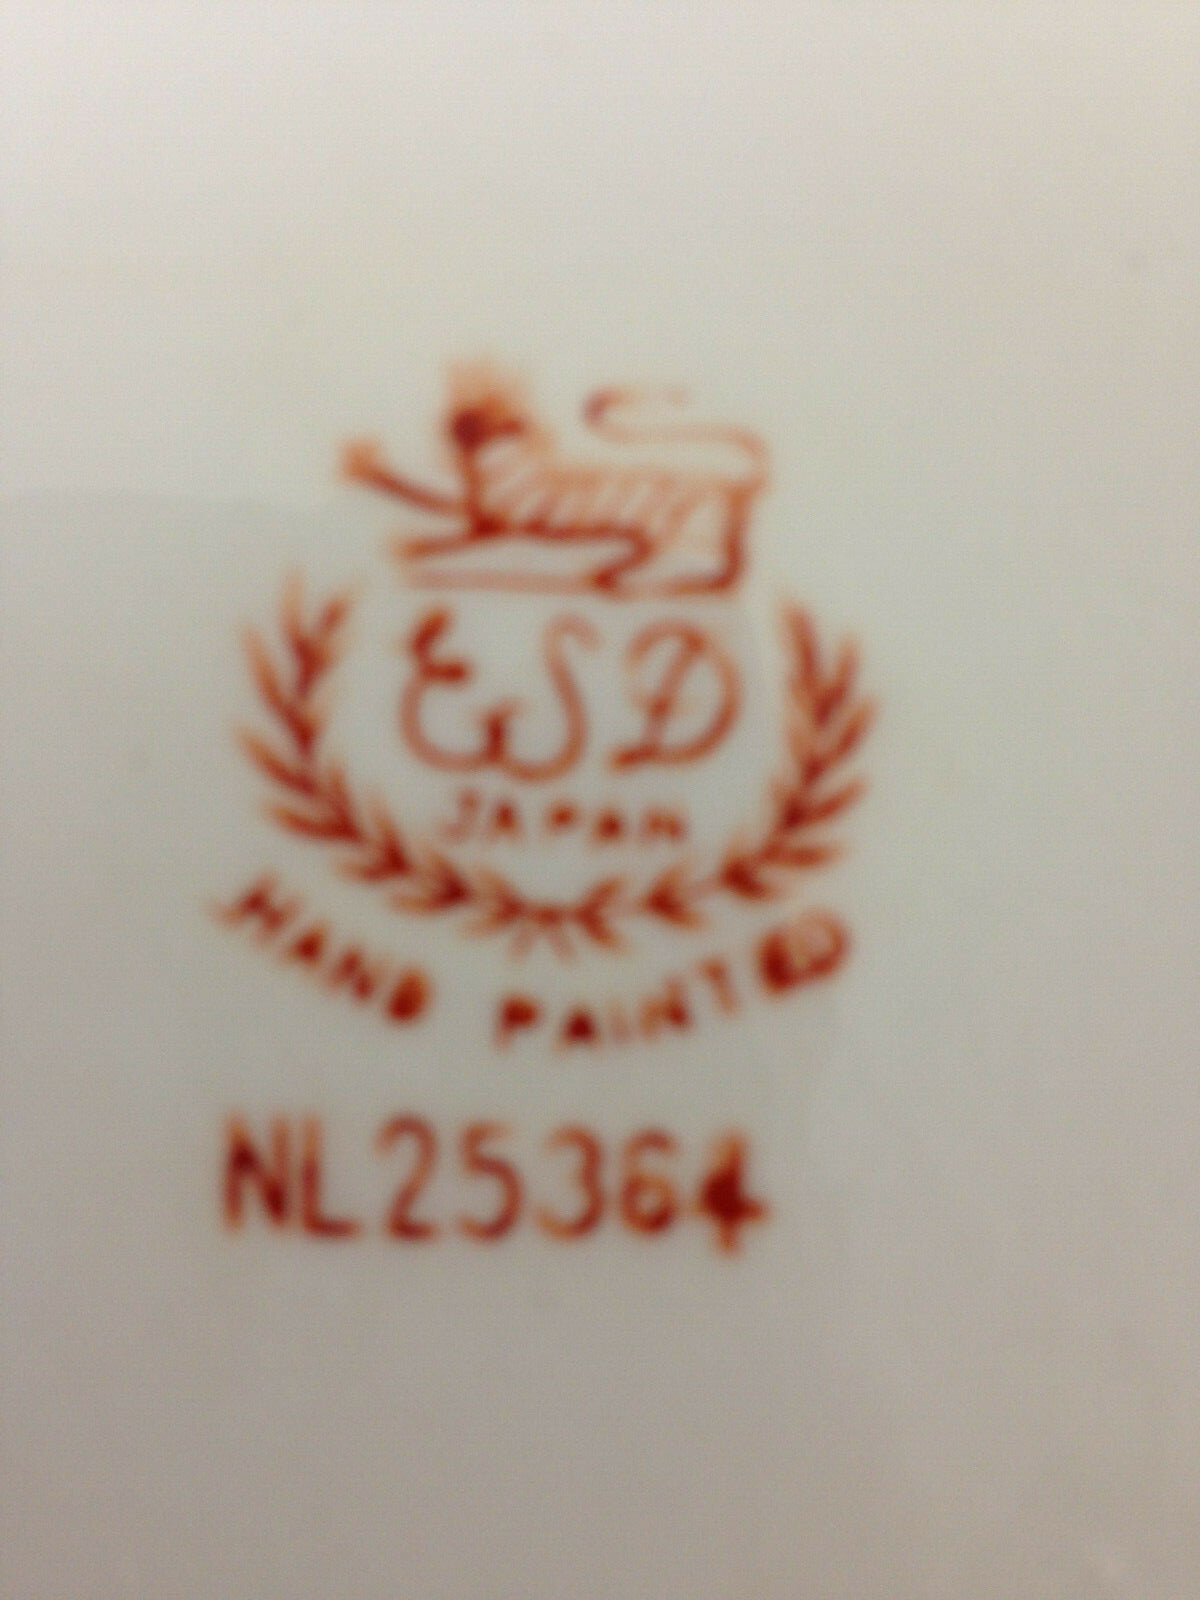 ESD
JAPAN
HAND PAINTED
NL25364